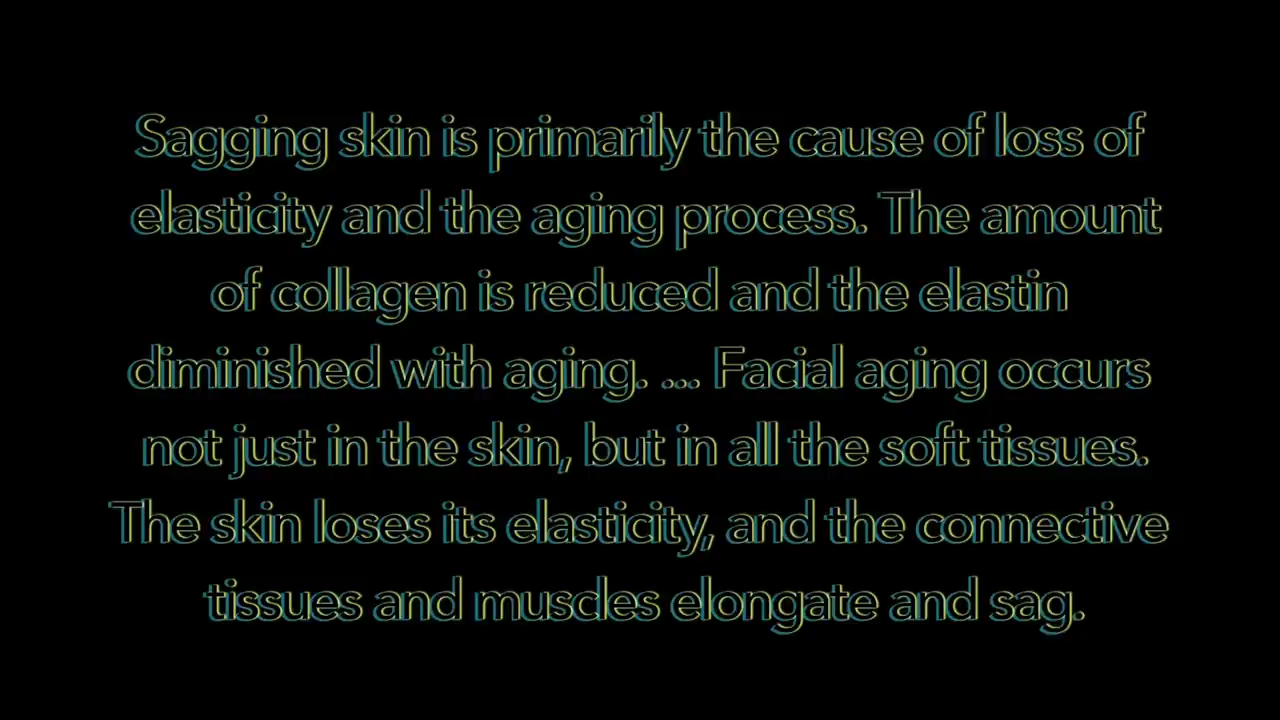 Sagging skin is primarily the cause of loss of
elasticity and the aging process. The amount
of collagen is reduced and the elastin
diminished with aging. ... Facial aging occurs
not just in the skin, but in all the soft tissues.
The skin loses its elasticity, and the connective
tissues and muscles elongate and sag.